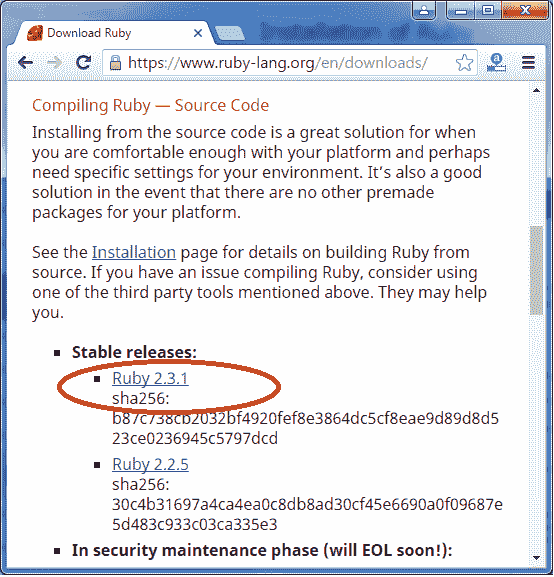 Download Ruby
https://www.ruby-lang.org/en/downloads/
Compiling Ruby — Source Code
Installing from the source code is a great solution for when
you are comfortable enough with your platform and perhaps
need specific settings for your environment. It's also a good
solution in the event that there are no other premade
packages for your platform.
See the Installation page for details on building Ruby from
source. If you have an issue compiling Ruby, consider using
one of the third party tools mentioned above. They may help
you.
Stable releases:
Ruby 2.3.1
sha256:
b87c738cb2032bf4920fef8e3864dc5cf8eae9d89d8d5
23ce0236945c5797dcd
Ruby 2.2.5
sha256:
30c4b31697a4ca4ea0c8db8ad30cf45e6690a0f09687e
5d483c933c03ca335e3
In security maintenance phase (will EOL soon!):